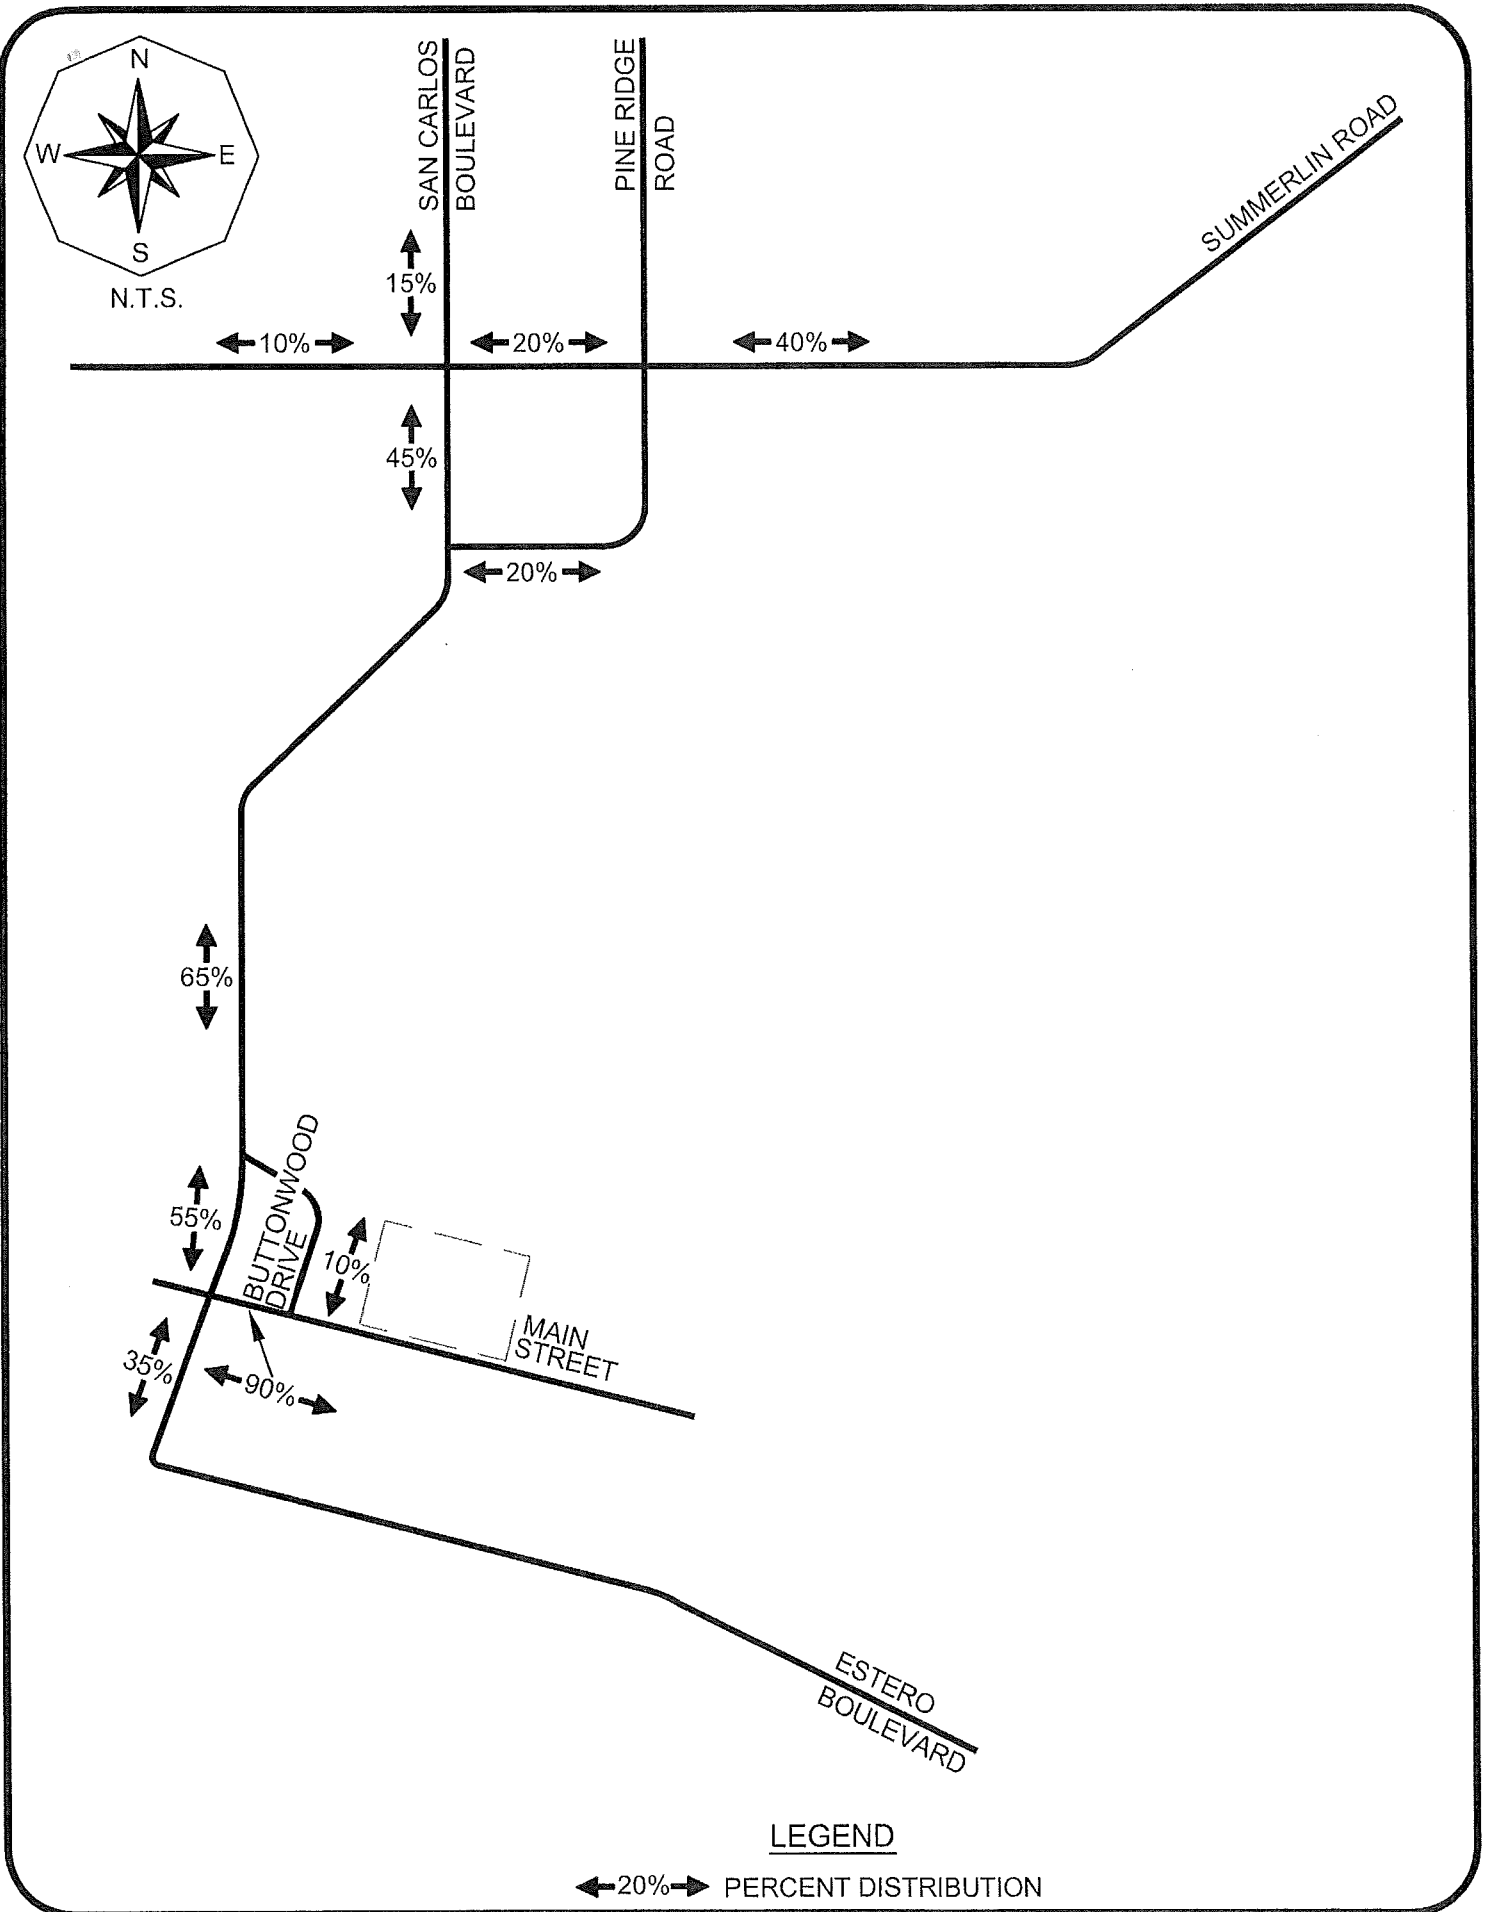 N
W
E
S
N.T.S.
SAN CARLOS
BOULEVARD
PINE RIDGE
ROAD
SUMMERLIN ROAD
15%
10%
20%
40%
45%
20%
65%
55%
BUTTONWOOD
DRIVE
10%
MAIN
STREET
35%
90%
ESTERO
BOULEVARD
LEGEND
20% PERCENT DISTRIBUTION